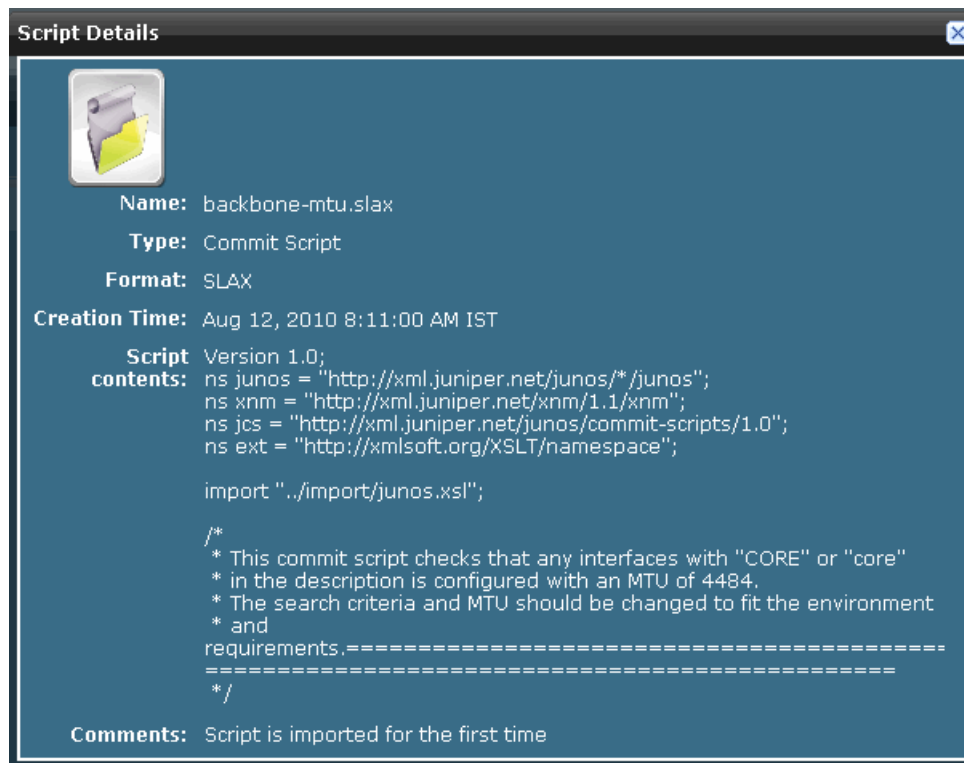 Script Details
Name: backbone-mtu.slax
Type: Commit Script
Format: SLAX
Creation Time: Aug 12, 2010 8:11:00 AM IST
Script contents: Version 1.0;
ns junos = "http://xml.juniper.net/junos/*/junos";
ns xnm = "http://xml.juniper.net/xnm/1.1/xnm";
ns jcs = "http://xml.juniper.net/junos/commit-scripts/1.0";
ns ext = "http://xmlsoft.org/XSLT/namespace";
import "../import/junos.xsl";
/*
* This commit script checks that any interfaces with "CORE" or "core"
* in the description is configured with an MTU of 4484.
* The search criteria and MTU should be changed to fit the environment
* and
requirements.==========================================
================================================
*/
Comments: Script is imported for the first time